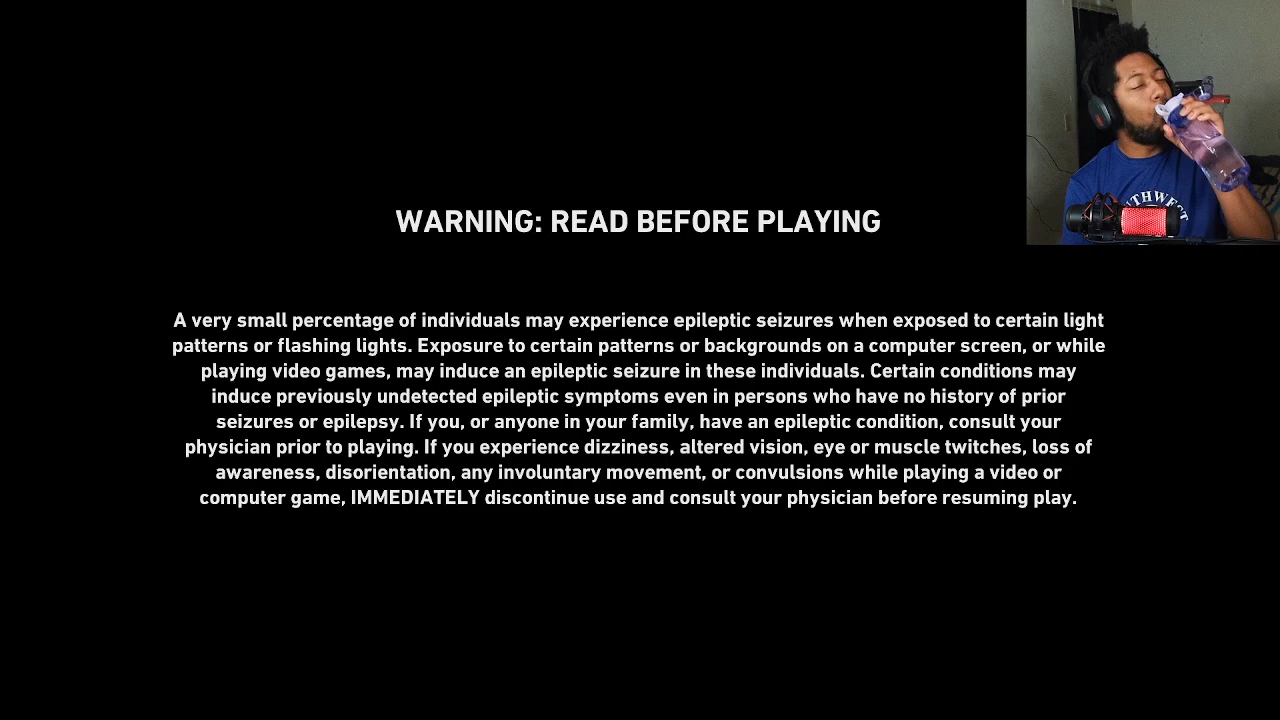 WARNING: READ BEFORE PLAYING
A very small percentage of individuals may experience epileptic seizures when exposed to certain light
patterns or flashing lights. Exposure to certain patterns or backgrounds on a computer screen, or while
playing video games, may induce an epileptic seizure in these individuals. Certain conditions may
induce previously undetected epileptic symptoms even in persons who have no history of prior
seizures or epilepsy. If you, or anyone in your family, have an epileptic condition, consult your
physician prior to playing. If you experience dizziness, altered vision, eye or muscle twitches, loss of
awareness, disorientation, any involuntary movement, or convulsions while playing a video or
computer game, IMMEDIATELY discontinue use and consult your physician before resuming play.